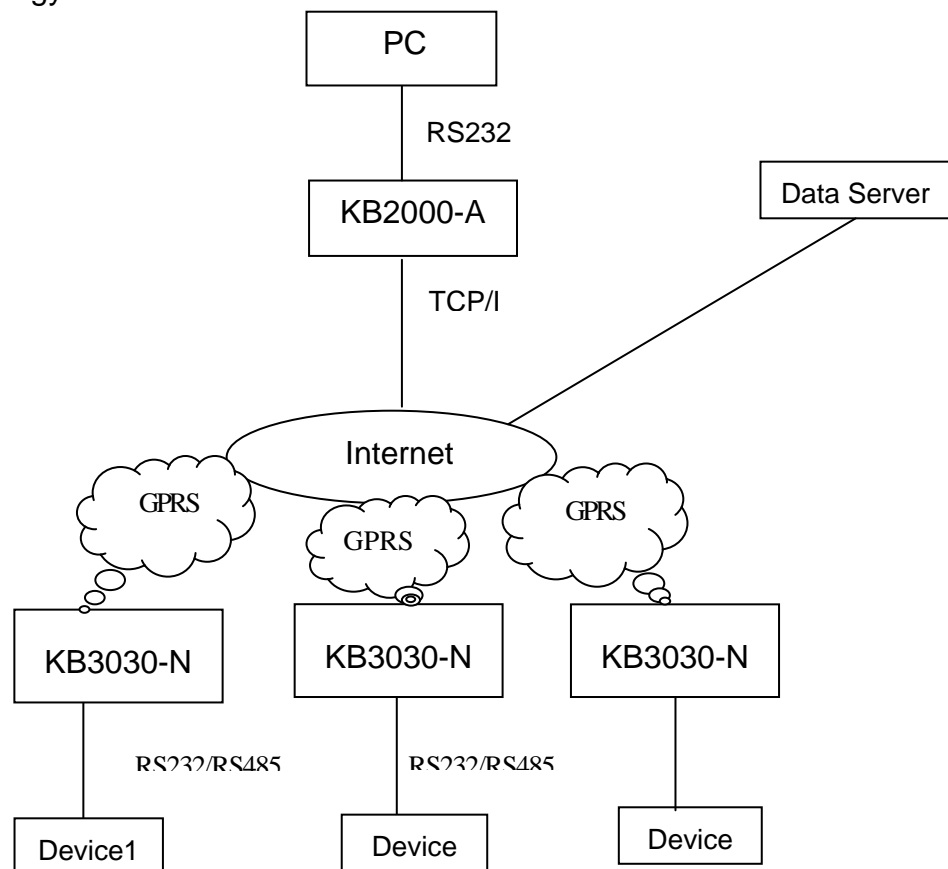 gy
PC
RS232
KB2000-A
Data Server
TCP/I
Internet
GPRS
GPRS
GPRS
KB3030-N
KB3030-N
KB3030-N
RS232/RS485
RS232/RS485
Device1
Device
Device